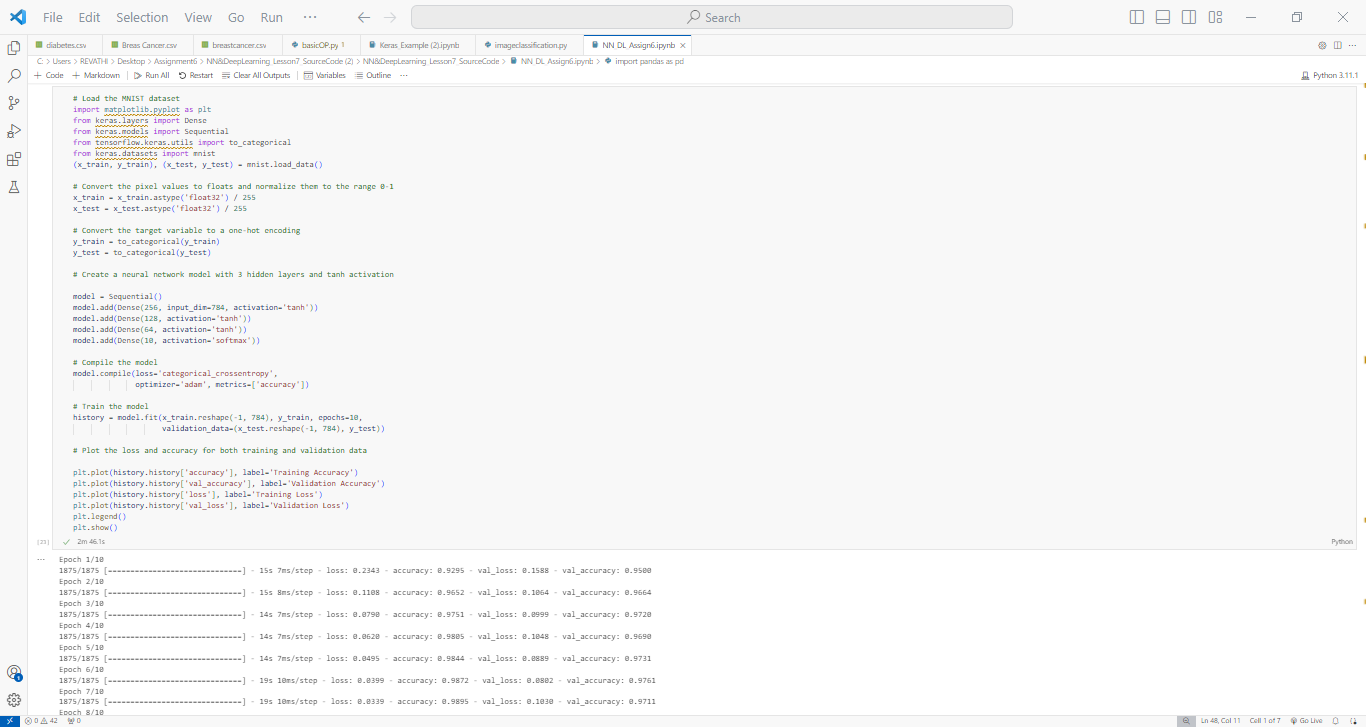 File Edit Selection View Go Run ··· Search
diabetes.csv Breas Cancer.csv breastcancer.csv basicOP.py 1 Keras_Example (2).ipynb imageclassification.py NN_DL_Assign6.ipynb
C: > Users > REVATHI > Desktop > Assignment6 > NN&DeepLearning_Lesson7_SourceCode (2) > NN&DeepLearning_Lesson7_SourceCode > NN_DL_Assign6.ipynb > import pandas as pd
+ Code + Markdown Run All Restart Clear All Outputs Variables Outline ··· Python 3.11.1
# Load the MNIST dataset
import matplotlib.pyplot as plt
from keras.layers import Dense
from keras.models import Sequential
from tensorflow.keras.utils import to_categorical
from keras.datasets import mnist
(x_train, y_train), (x_test, y_test) = mnist.load_data()
# Convert the pixel values to floats and normalize them to the range 0-1
x_train = x_train.astype('float32') / 255
x_test = x_test.astype('float32') / 255
# Convert the target variable to a one-hot encoding
y_train = to_categorical(y_train)
y_test = to_categorical(y_test)
# Create a neural network model with 3 hidden layers and tanh activation
model = Sequential()
model.add(Dense(256, input_dim=784, activation='tanh'))
model.add(Dense(128, activation='tanh'))
model.add(Dense(64, activation='tanh'))
model.add(Dense(10, activation='softmax'))
# Compile the model
model.compile(loss='categorical_crossentropy',
optimizer='adam', metrics=['accuracy'])
# Train the model
history = model.fit(x_train.reshape(-1, 784), y_train, epochs=10,
validation_data=(x_test.reshape(-1, 784), y_test))
# Plot the loss and accuracy for both training and validation data
plt.plot(history.history['accuracy'], label='Training Accuracy')
plt.plot(history.history['val_accuracy'], label='Validation Accuracy')
plt.plot(history.history['loss'], label='Training Loss')
plt.plot(history.history['val_loss'], label='Validation Loss')
plt.legend()
plt.show()
2m 46.1s Python
Epoch 1/10
1875/1875 [==============================] - 15s 7ms/step - loss: 0.2343 - accuracy: 0.9295 - val_loss: 0.1588 - val_accuracy: 0.9500
Epoch 2/10
1875/1875 [==============================] - 15s 8ms/step - loss: 0.1108 - accuracy: 0.9652 - val_loss: 0.1064 - val_accuracy: 0.9664
Epoch 3/10
1875/1875 [==============================] - 14s 7ms/step - loss: 0.0790 - accuracy: 0.9751 - val_loss: 0.0999 - val_accuracy: 0.9720
Epoch 4/10
1875/1875 [==============================] - 14s 7ms/step - loss: 0.0620 - accuracy: 0.9805 - val_loss: 0.1048 - val_accuracy: 0.9690
Epoch 5/10
1875/1875 [==============================] - 14s 7ms/step - loss: 0.0495 - accuracy: 0.9844 - val_loss: 0.0889 - val_accuracy: 0.9731
Epoch 6/10
1875/1875 [==============================] - 19s 10ms/step - loss: 0.0399 - accuracy: 0.9872 - val_loss: 0.0802 - val_accuracy: 0.9761
Epoch 7/10
1875/1875 [==============================] - 19s 10ms/step - loss: 0.0339 - accuracy: 0.9895 - val_loss: 0.1030 - val_accuracy: 0.9711
Epoch 8/10
0 42 0 Ln 48, Col 11 Cell 1 of 7 Go Live